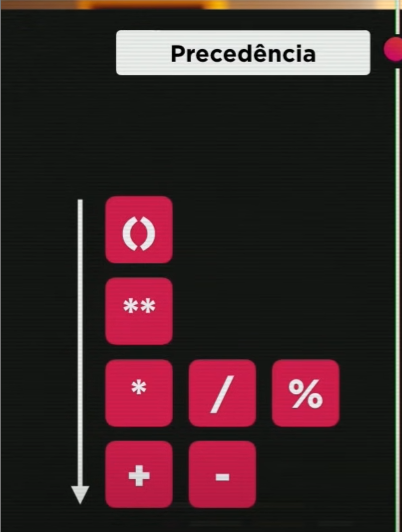 Precedência
()
**
* / %
+ -